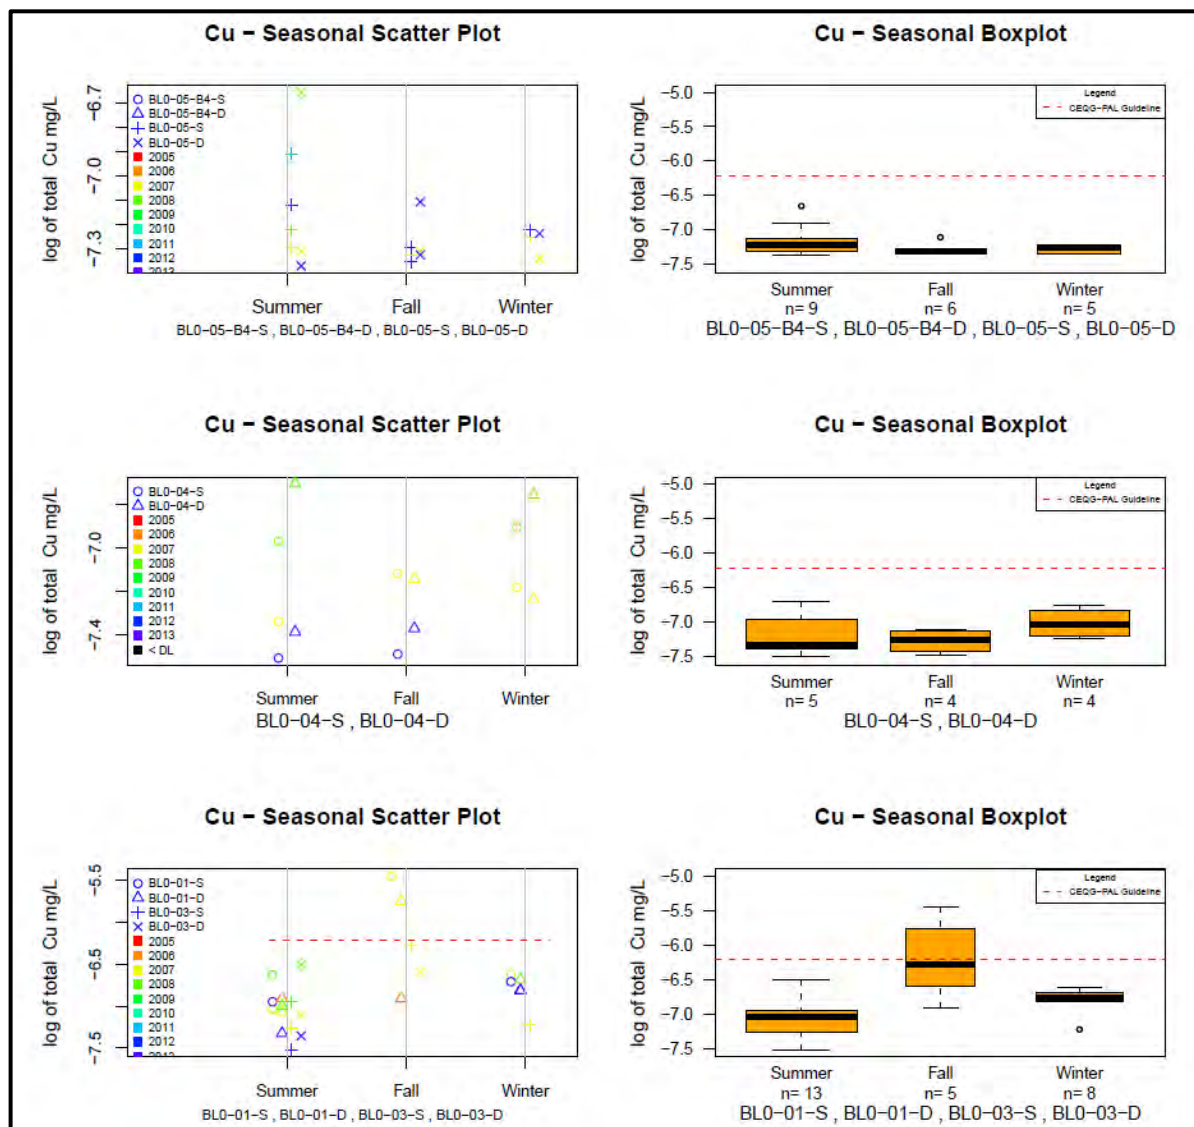 Cu − Seasonal Scatter Plot
log of total Cu mg/L
−6.7
−7.0
−7.3
BL0−05−B4−S
BL0−05−B4−D
BL0−05−S
BL0−05−D
2005
2006
2007
2008
2009
2010
2011
2012
2013
Summer Fall Winter
BL0−05−B4−S , BL0−05−B4−D , BL0−05−S , BL0−05−D
Cu − Seasonal Boxplot
log of total Cu mg/L
−5.0
−5.5
−6.0
−6.5
−7.0
−7.5
Legend
CEQG−PAL Guideline
Summer Fall Winter
n= 9 n= 6 n= 5
BL0−05−B4−S , BL0−05−B4−D , BL0−05−S , BL0−05−D
Cu − Seasonal Scatter Plot
log of total Cu mg/L
−7.0
−7.4
BL0−04−S
BL0−04−D
2005
2006
2007
2008
2009
2010
2011
2012
2013
< DL
Summer Fall Winter
BL0−04−S , BL0−04−D
Cu − Seasonal Boxplot
log of total Cu mg/L
−5.0
−5.5
−6.0
−6.5
−7.0
−7.5
Legend
CEQG−PAL Guideline
Summer Fall Winter
n= 5 n= 4 n= 4
BL0−04−S , BL0−04−D
Cu − Seasonal Scatter Plot
log of total Cu mg/L
−5.5
−6.5
−7.5
BL0−01−S
BL0−01−D
BL0−03−S
BL0−03−D
2005
2006
2007
2008
2009
2010
2011
2012
2013
Summer Fall Winter
BL0−01−S , BL0−01−D , BL0−03−S , BL0−03−D
Cu − Seasonal Boxplot
log of total Cu mg/L
−5.0
−5.5
−6.0
−6.5
−7.0
−7.5
Legend
CEQG−PAL Guideline
Summer Fall Winter
n= 13 n= 5 n= 8
BL0−01−S , BL0−01−D , BL0−03−S , BL0−03−D